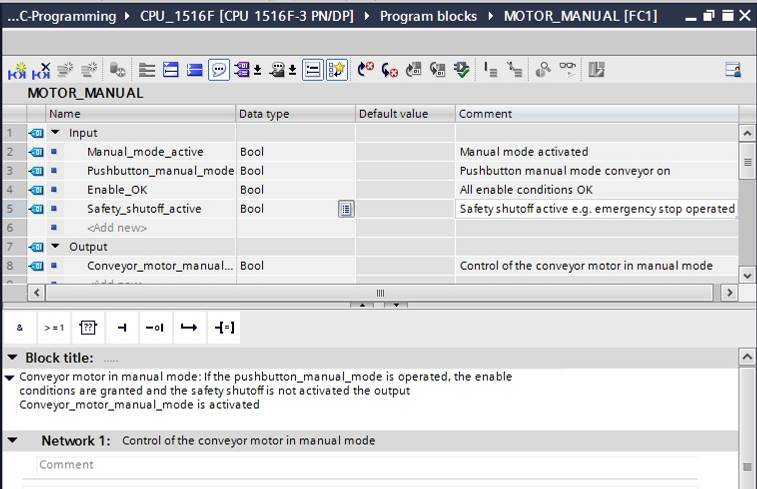 ...C-Programming ▸ CPU_1516F [CPU 1516F-3 PN/DP] ▸ Program blocks ▸ MOTOR_MANUAL [FC1]
MOTOR_MANUAL
Name Data type Default value Comment
1 Input
2 Manual_mode_active Bool Manual mode activated
3 Pushbutton_manual_mode Bool Pushbutton manual mode conveyor on
4 Enable_OK Bool All enable conditions OK
5 Safety_shutoff_active Bool Safety shutoff active e.g. emergency stop operated
6 <Add new>
7 Output
8 Conveyor_motor_manual... Bool Control of the conveyor motor in manual mode
& >=1 ??
Block title: .....
Conveyor motor in manual mode: If the pushbutton_manual_mode is operated, the enable
conditions are granted and the safety shutoff is not activated the output
Conveyor_motor_manual_mode is activated
Network 1: Control of the conveyor motor in manual mode
Comment